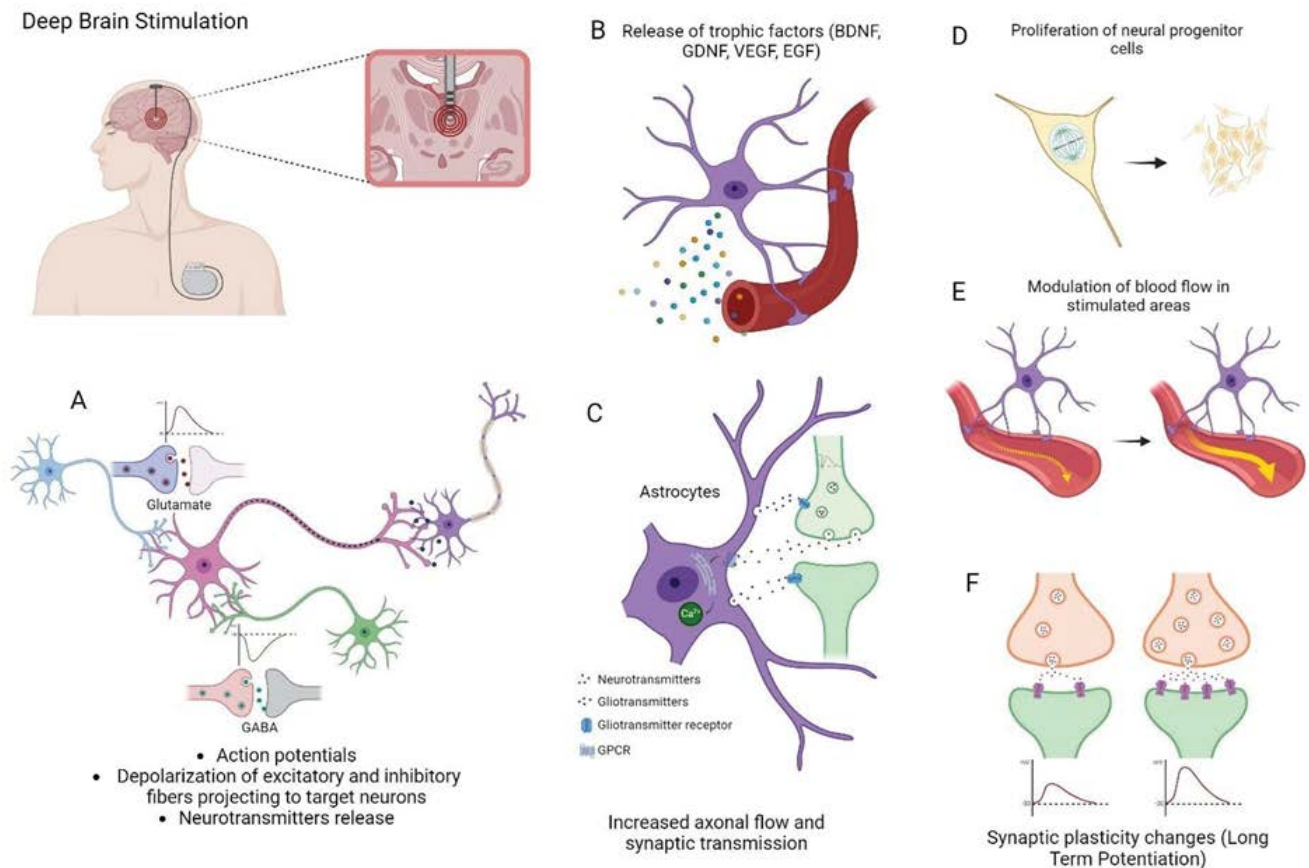 Deep Brain Stimulation
A
Glutamate
GABA
• Action potentials
• Depolarization of excitatory and inhibitory
fibers projecting to target neurons
• Neurotransmitters release
B
Release of trophic factors (BDNF,
GDNF, VEGF, EGF)
C
Astrocytes
Ca²⁺
Neurotransmitters
Gliotransmitters
Gliotransmitter receptor
GPCR
Increased axonal flow and
synaptic transmission
D
Proliferation of neural progenitor
cells
E
Modulation of blood flow in
stimulated areas
F
Synaptic plasticity changes (Long
Term Potentiation)